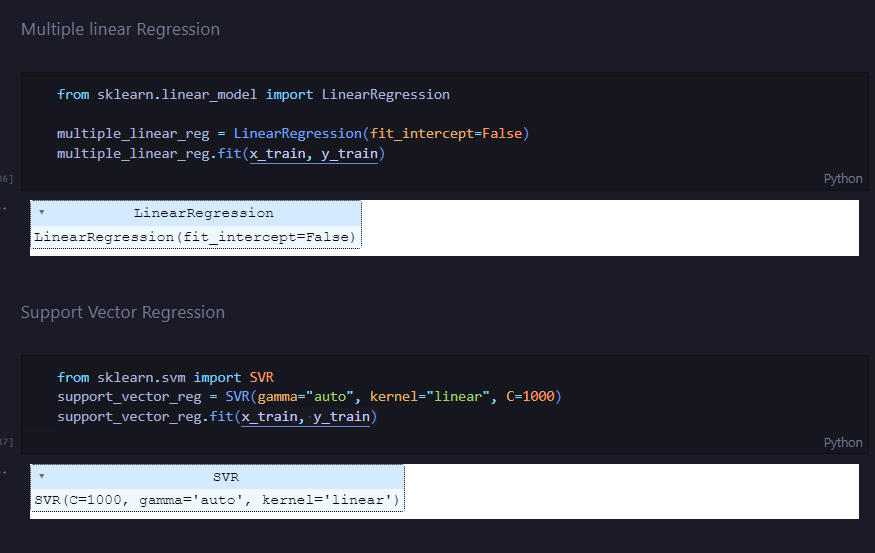 Multiple linear Regression
from sklearn.linear_model import LinearRegression
multiple_linear_reg = LinearRegression(fit_intercept=False)
multiple_linear_reg.fit(x_train, y_train)
Python
LinearRegression
LinearRegression(fit_intercept=False)
Support Vector Regression
from sklearn.svm import SVR
support_vector_reg = SVR(gamma="auto", kernel="linear", C=1000)
support_vector_reg.fit(x_train, y_train)
Python
SVR
SVR(C=1000, gamma='auto', kernel='linear')